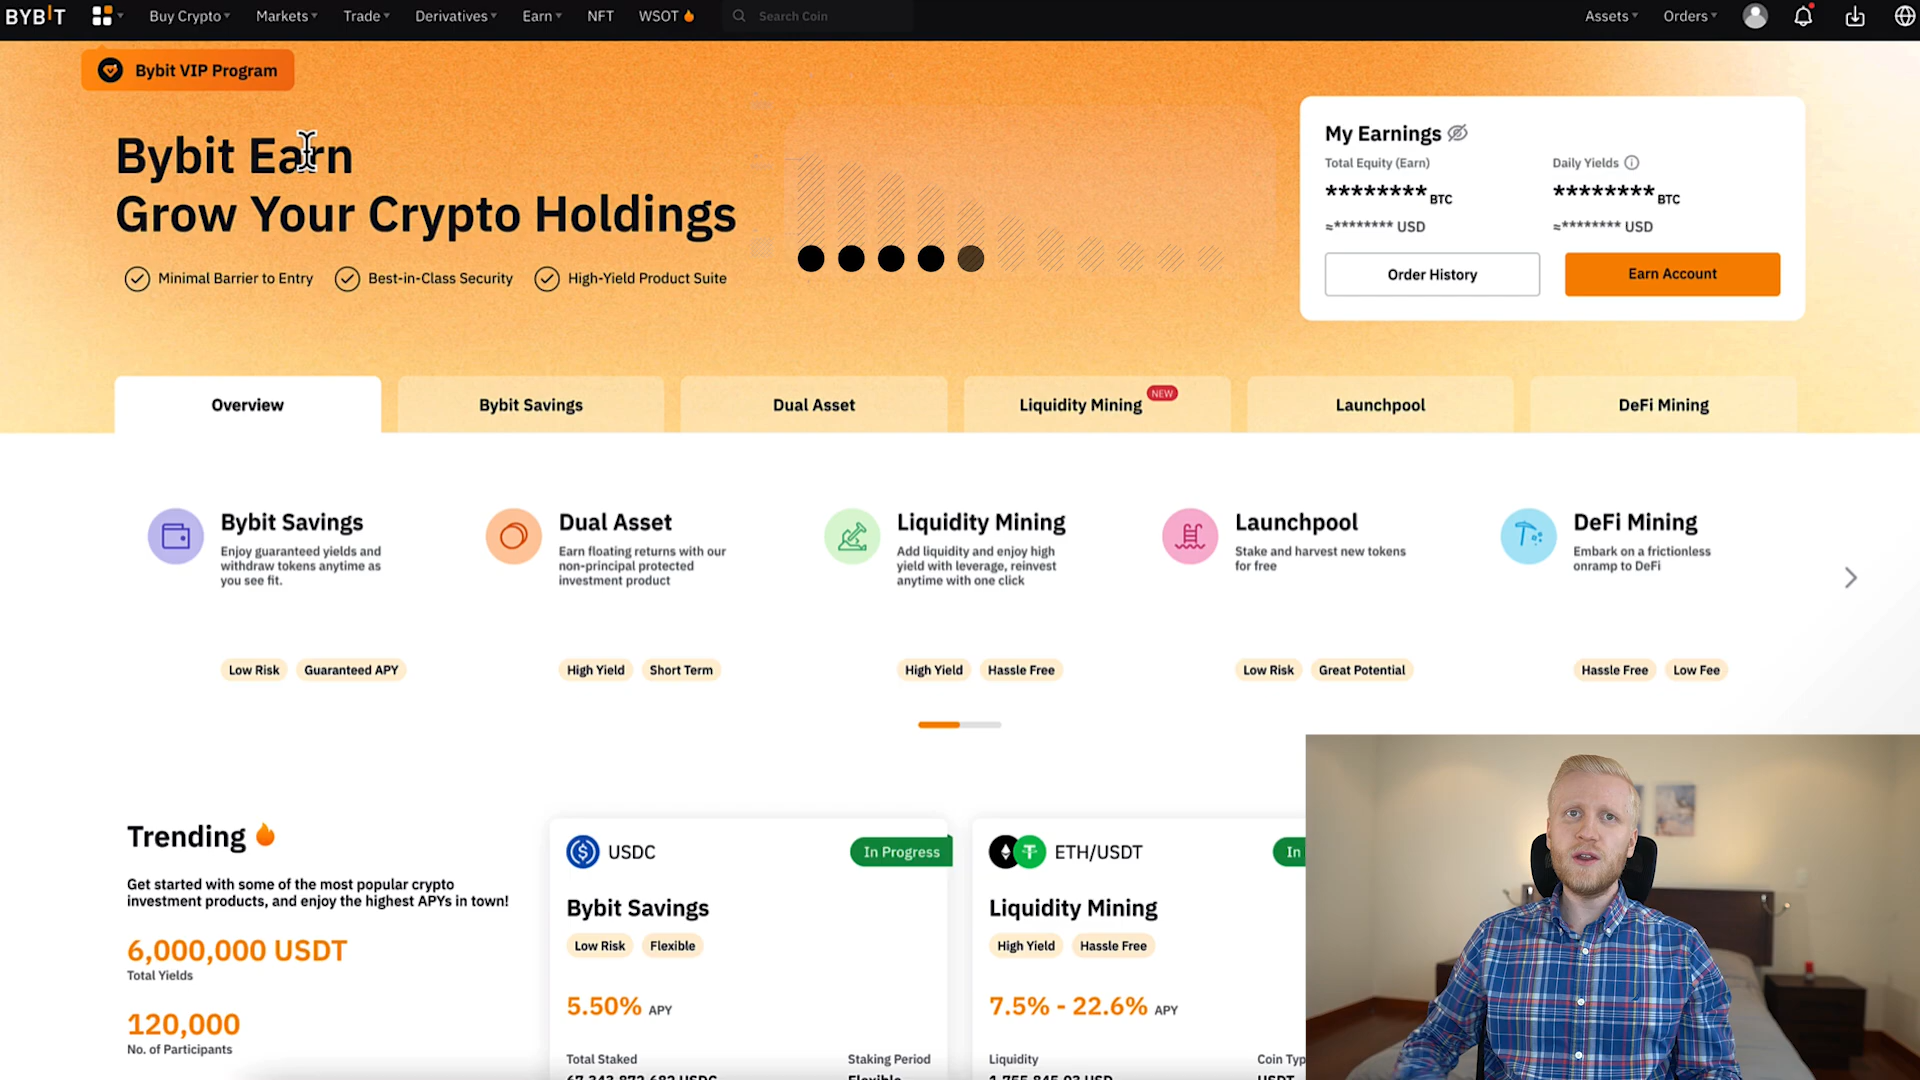 BYBIT Buy Crypto Markets Trade Derivatives Earn NFT WSOT Search Coin Assets Orders
Bybit VIP Program
Bybit Earn
Grow Your Crypto Holdings
Minimal Barrier to Entry Best-in-Class Security High-Yield Product Suite
My Earnings
Total Equity (Earn) Daily Yields
******** BTC ******** BTC
≈******** USD ≈******** USD
Order History Earn Account
Overview Bybit Savings Dual Asset Liquidity Mining NEW Launchpool DeFi Mining
Bybit Savings
Enjoy guaranteed yields and
withdraw tokens anytime as
you see fit.
Low Risk Guaranteed APY
Dual Asset
Earn floating returns with our
non-principal protected
investment product
High Yield Short Term
Liquidity Mining
Add liquidity and enjoy high
yield with leverage, reinvest
anytime with one click
High Yield Hassle Free
Launchpool
Stake and harvest new tokens
for free
Low Risk Great Potential
DeFi Mining
Embark on a frictionless
onramp to DeFi
Hassle Free Low Fee
Trending
Get started with some of the most popular crypto
investment products, and enjoy the highest APYs in town!
6,000,000 USDT
Total Yields
120,000
No. of Participants
USDC In Progress
Bybit Savings
Low Risk Flexible
5.50% APY
Total Staked Staking Period
Flexible
ETH/USDT In
Liquidity Mining
High Yield Hassle Free
7.5% - 22.6% APY
Liquidity Coin Typ
USDT